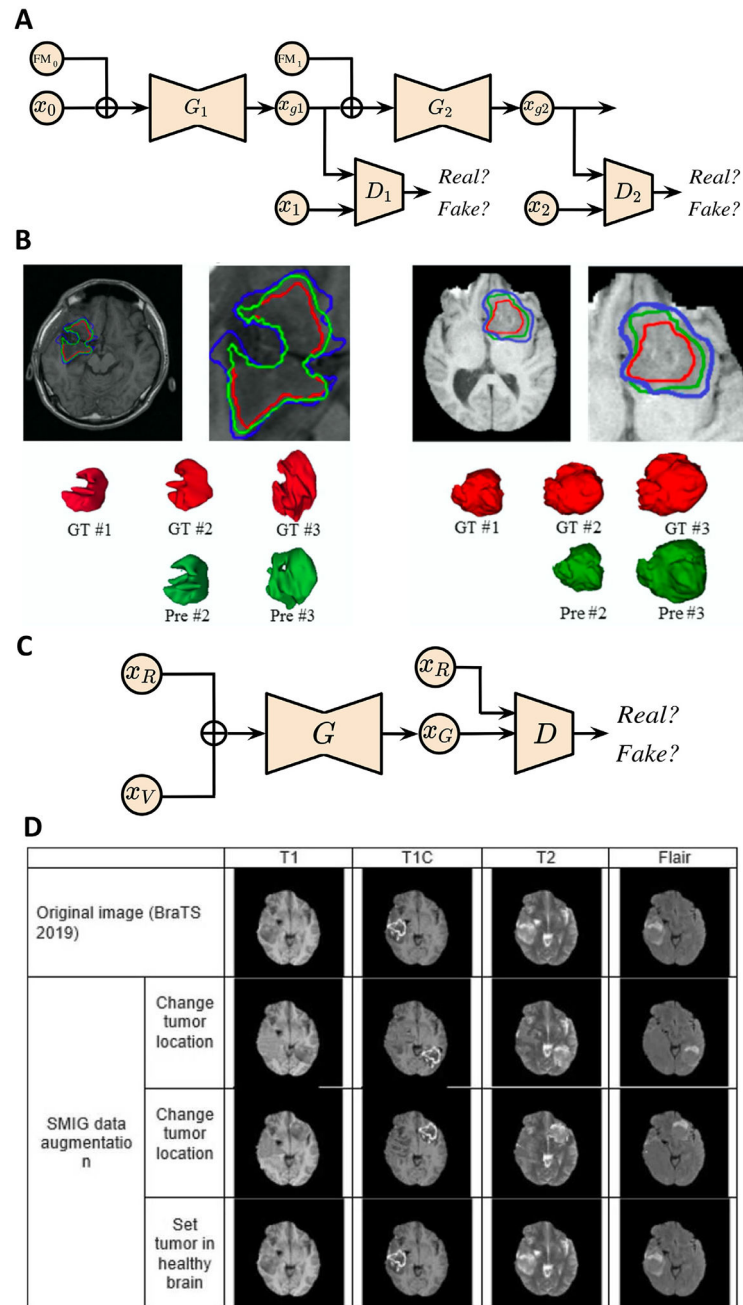 A
FM0
x0
G1
xg1
FM1
G2
xg2
x1
D1
Real?
Fake?
x2
D2
Real?
Fake?
B
GT #1
GT #2
GT #3
Pre #2
Pre #3
GT #1
GT #2
GT #3
Pre #2
Pre #3
C
xR
xV
G
xR
xG
D
Real?
Fake?
D
T1
T1C
T2
Flair
Original image (BraTS
2019)
SMIG data
augmentatio
n
Change
tumor
location
Change
tumor
location
Set
tumor in
healthy
brain